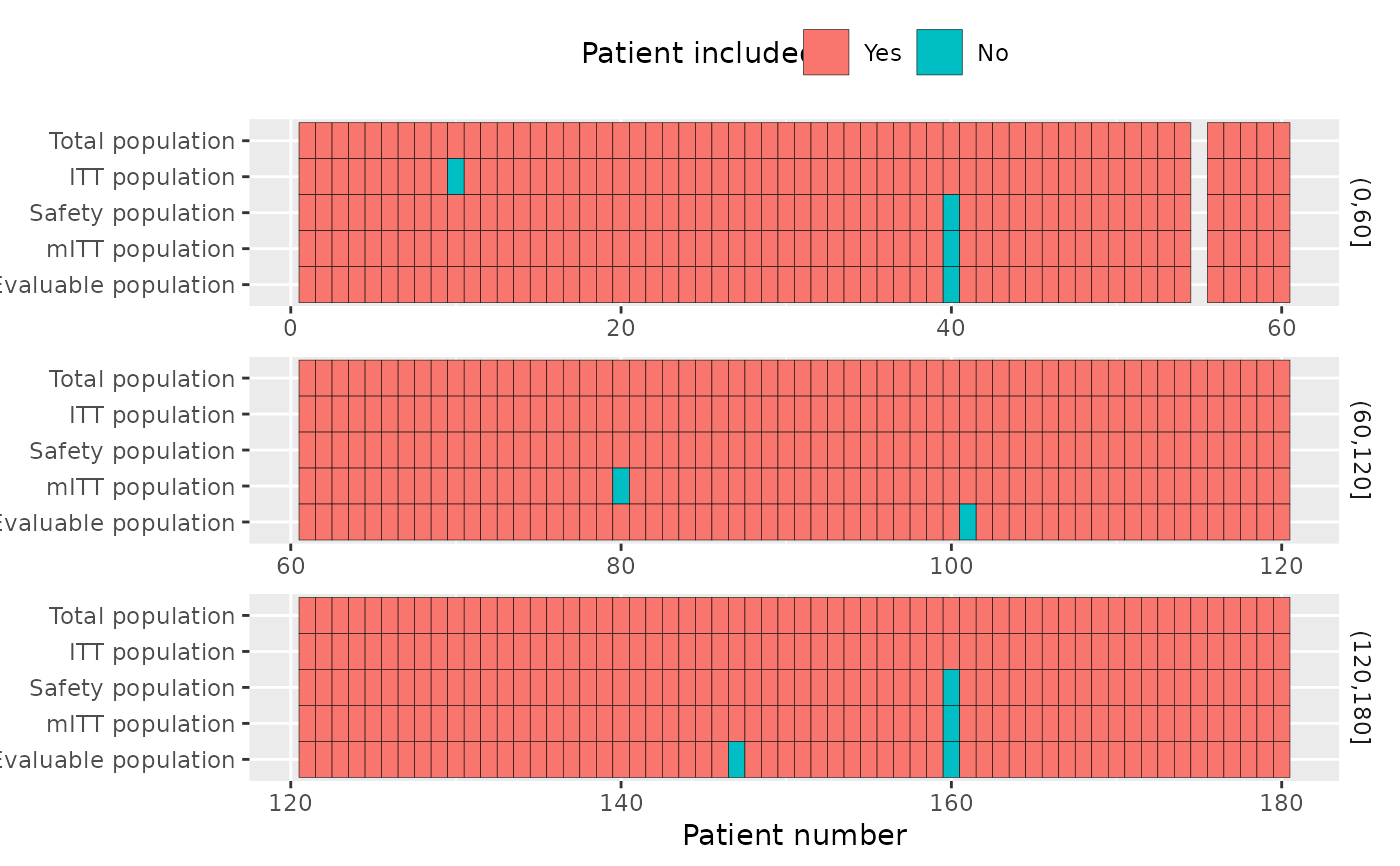 Patient included Yes No
Total population
ITT population
Safety population
mITT population
Evaluable population
(0,60]
0 20 40 60
Total population
ITT population
Safety population
mITT population
Evaluable population
(60,120]
60 80 100 120
Total population
ITT population
Safety population
mITT population
Evaluable population
(120,180]
120 140 160 180
Patient number